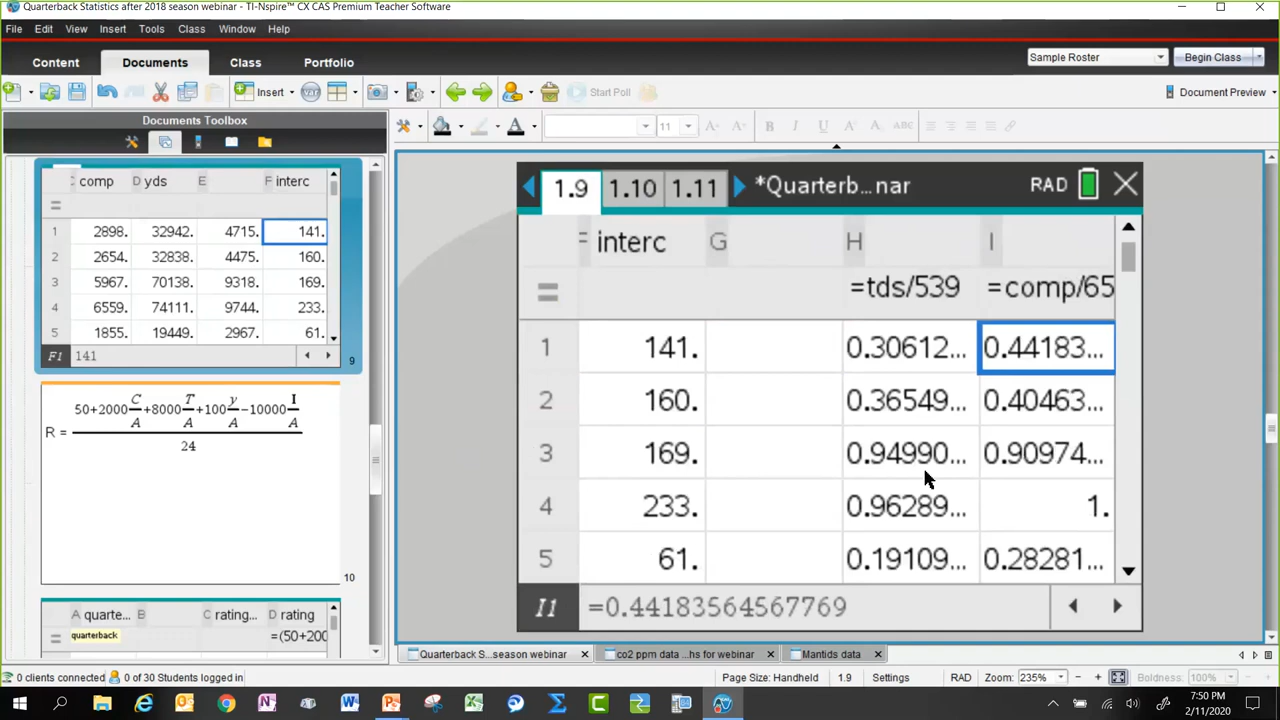 Quarterback Statistics after 2018 season webinar - TI-Nspire™ CX CAS Premium Teacher Software
File Edit View Insert Tools Class Window Help
Content Documents Class Portfolio
Sample Roster Begin Class
Insert Start Poll Document Preview
Documents Toolbox
11 B I U A A ABC
comp D yds E F interc
=
1 2898. 32942. 4715. 141.
2 2654. 32838. 4475. 160.
3 5967. 70138. 9318. 169.
4 6559. 74111. 9744. 233.
5 1855. 19449. 2967. 61.
F1 141
9
R = (50+2000 C/A +8000 T/A +100 y/A −10000 I/A) / 24
10
A quarte... B C rating... D rating
= quarterback =(50+200
1.9 1.10 1.11 *Quarterb...nar RAD
interc G H I
= =tds/539 =comp/65
1 141. 0.30612... 0.44183...
2 160. 0.36549... 0.40463...
3 169. 0.94990... 0.90974...
4 233. 0.96289... 1.
5 61. 0.19109... 0.28281...
I1 =0.44183564567769
Quarterback S...season webinar co2 ppm data ...hs for webinar Mantids data
0 clients connected 0 of 30 Students logged in Page Size: Handheld 1.9 Settings RAD Zoom: 235% Boldness: 100%
7:50 PM
2/11/2020